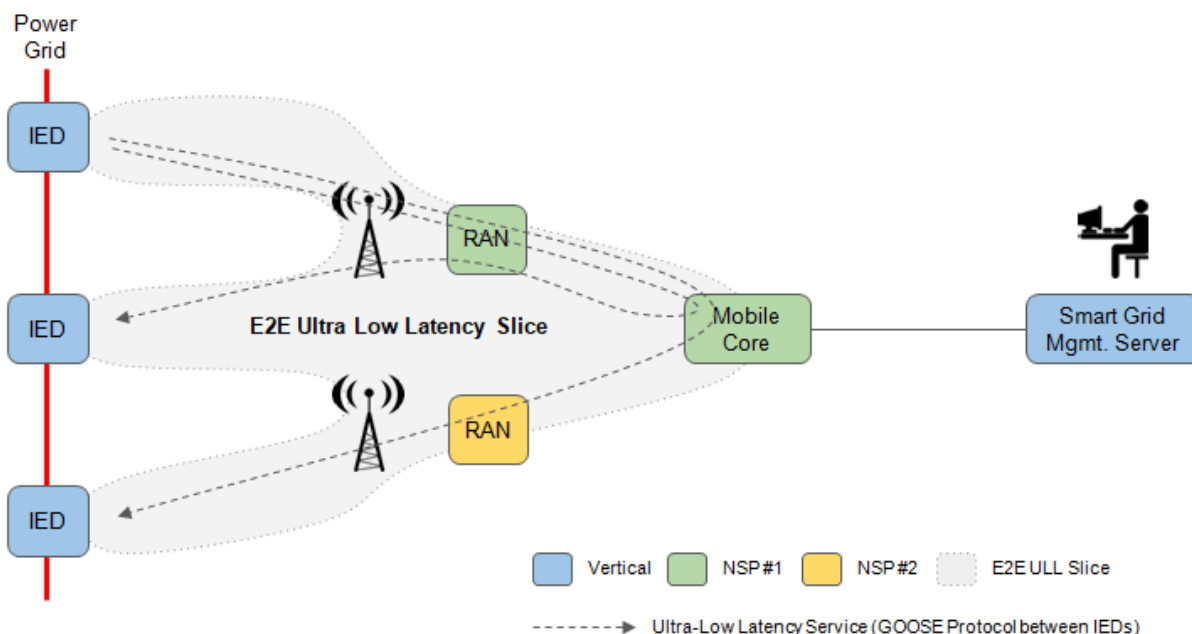 Power
Grid
IED
RAN
IED
E2E Ultra Low Latency Slice
Mobile
Core
Smart Grid
Mgmt. Server
RAN
IED
Vertical
NSP#1
NSP#2
E2E ULL Slice
Ultra-Low Latency Service (GOOSE Protocol between IEDs)